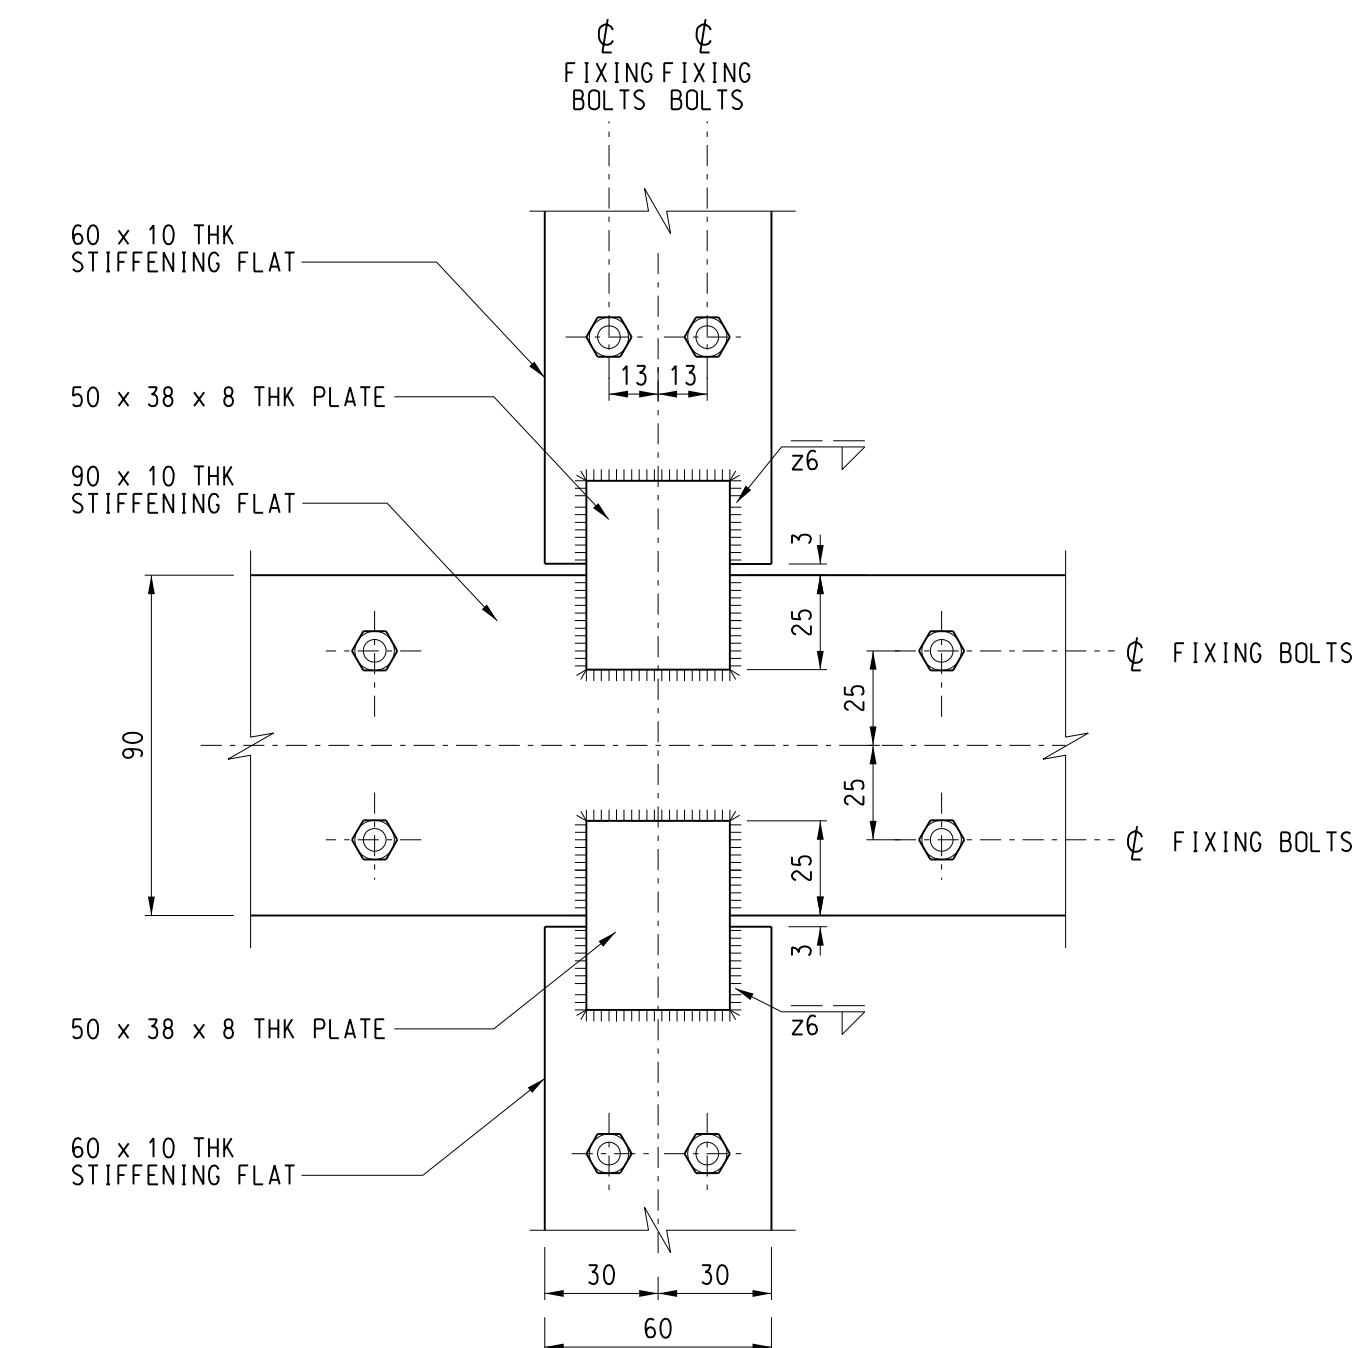 ℄ ℄
FIXING FIXING
BOLTS BOLTS
60 x 10 THK
STIFFENING FLAT
13 13
50 x 38 x 8 THK PLATE
z6
90 x 10 THK
STIFFENING FLAT
3
25
℄ FIXING BOLTS
25
90
25
℄ FIXING BOLTS
25
3
50 x 38 x 8 THK PLATE
z6
60 x 10 THK
STIFFENING FLAT
30 30
60